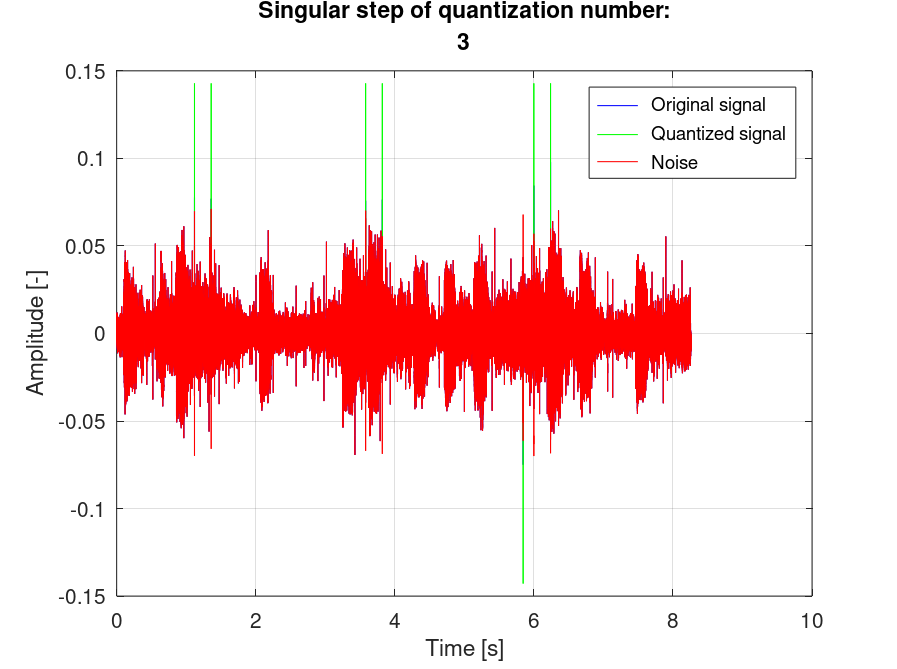 Singular step of quantization number:
3
0.15
0.1
0.05
0
-0.05
-0.1
-0.15
Amplitude [-]
Original signal
Quantized signal
Noise
0
2
4
6
8
10
Time [s]